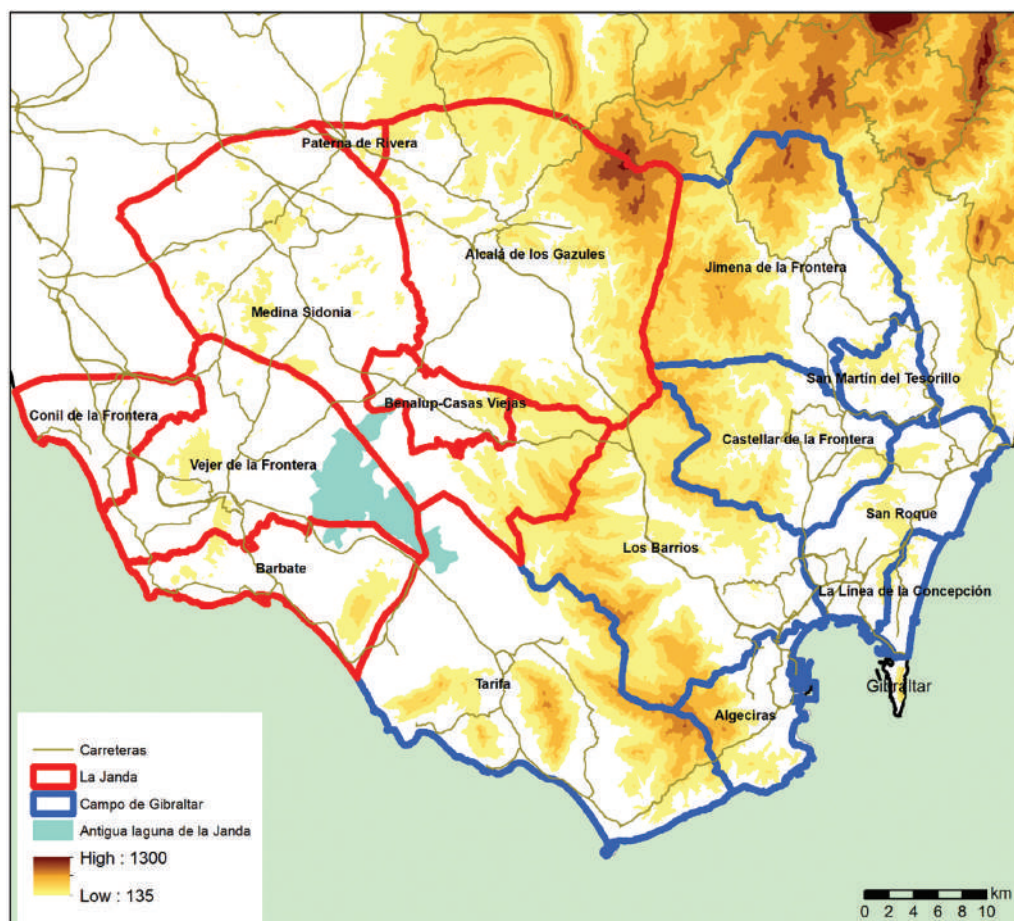 Paterna de Rivera
Alcalá de los Gazules
Jimena de la Frontera
Medina Sidonia
San Martín del Tesorillo
Benalup-Casas Viejas
Conil de la Frontera
Castellar de la Frontera
Vejer de la Frontera
San Roque
Los Barrios
Barbate
La Línea de la Concepción
Tarifa
Gibraltar
Algeciras
Carreteras
La Janda
Campo de Gibraltar
Antigua laguna de la Janda
High : 1300
Low : 135
km
0 2 4 6 8 10